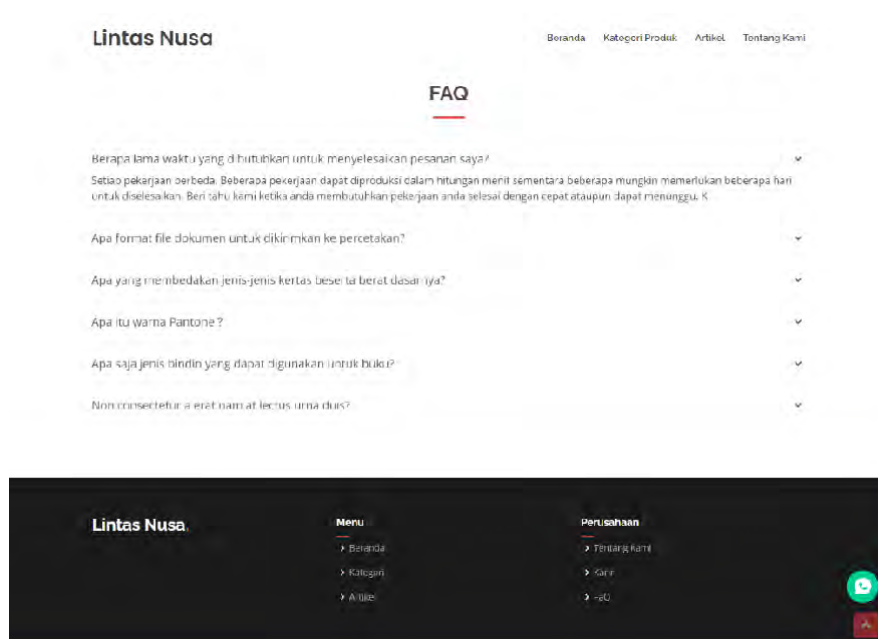 Lintas Nusa
Beranda Kategori Produk Artikel Tentang Kami
FAQ
Berapa lama waktu yang dibutuhkan untuk menyelesaikan pesanan saya?
Setiap pekerjaan berbeda. Beberapa pekerjaan dapat diproduksi dalam hitungan menit sementara beberapa mungkin memerlukan beberapa hari
untuk diselesaikan. Beri tahu kami ketika anda membutuhkan pekerjaan anda selesai dengan cepat ataupun dapat menunggu. K
Apa format file dokumen untuk dikirimkan ke percetakan?
Apa yang membedakan jenis-jenis kertas beserta berat dasarnya?
Apa itu warna Pantone ?
Apa saja jenis bindin yang dapat digunakan untuk buku?
Non consectetur a erat nam at lectus urna duis?
Lintas Nusa
Menu
Perusahaan
Beranda
Tentang Kami
Kategori
Karir
Artikel
FaQ